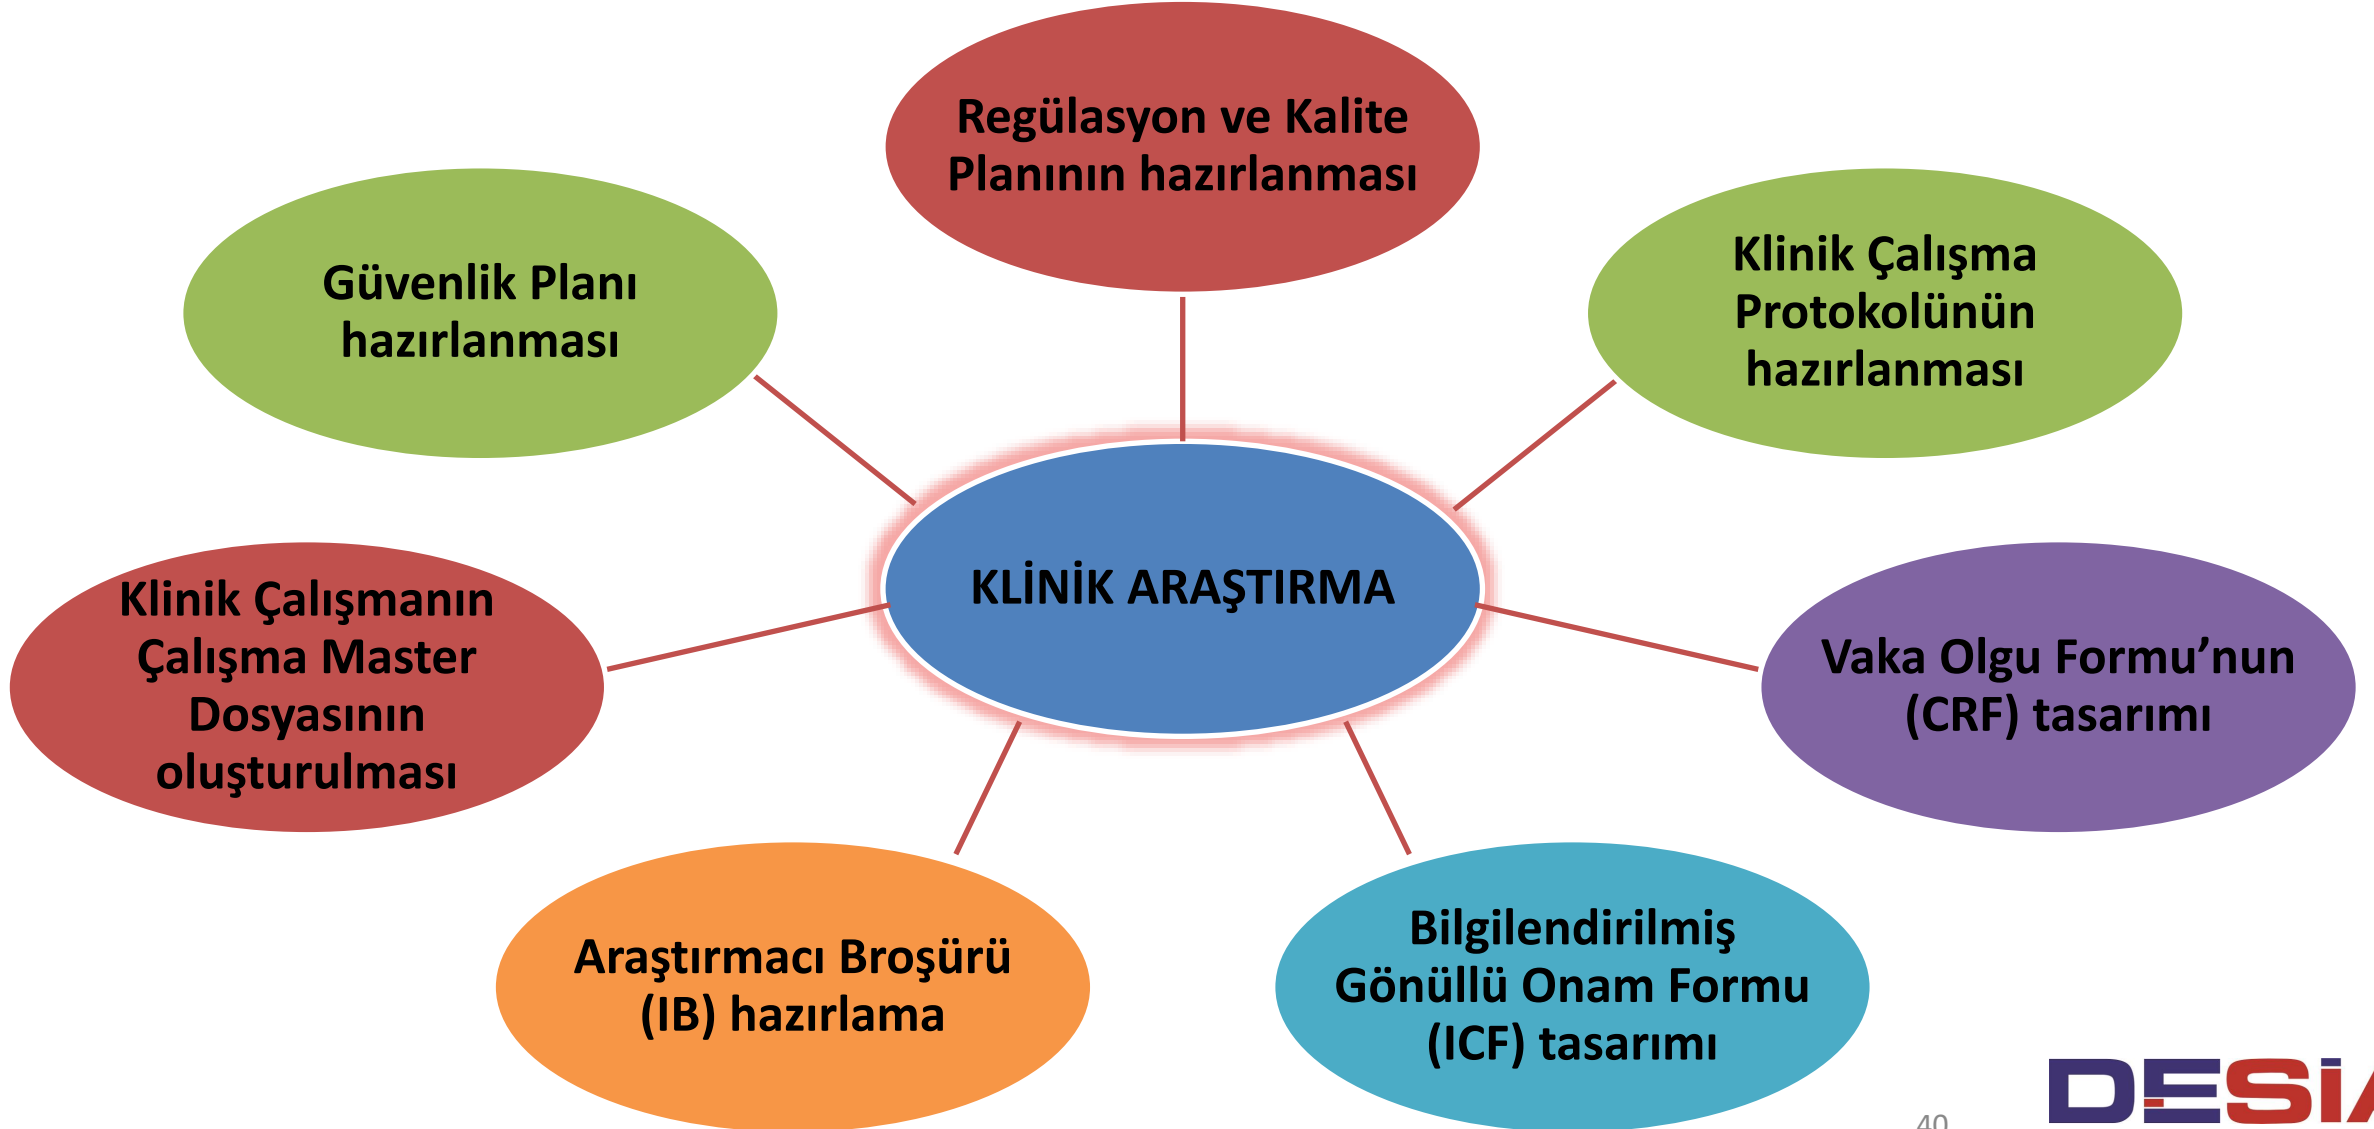 Regülasyon ve Kalite
Planının hazırlanması
Güvenlik Planı
hazırlanması
Klinik Çalışma
Protokolünün
hazırlanması
KLİNİK ARAŞTIRMA
Klinik Çalışmanın
Çalışma Master
Dosyasının
oluşturulması
Vaka Olgu Formu’nun
(CRF) tasarımı
Araştırmacı Broşürü
(IB) hazırlama
Bilgilendirilmiş
Gönüllü Onam Formu
(ICF) tasarımı
40